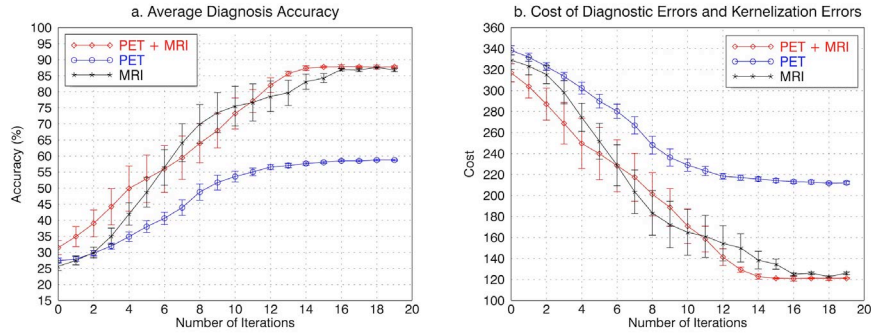 a. Average Diagnosis Accuracy
100
95
90
85
80
75
70
65
60
55
50
45
40
35
30
25
20
15
Accuracy (%)
PET + MRI
PET
MRI
0 2 4 6 8 10 12 14 16 18 20
Number of Iterations
b. Cost of Diagnostic Errors and Kernelization Errors
360
340
320
300
280
260
240
220
200
180
160
140
120
100
Cost
PET + MRI
PET
MRI
0 2 4 6 8 10 12 14 16 18 20
Number of Iterations